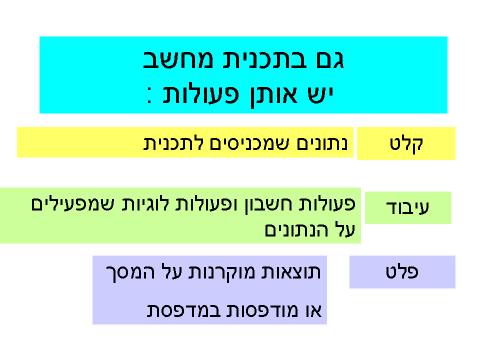 גם בתכנית מחשב
יש אותן פעולות :
קלט
נתונים שמכניסים לתכנית
עיבוד
פעולות חשבון ופעולות לוגיות שמפעילים
על הנתונים
פלט
תוצאות מוקרנות על המסך
או מודפסות במדפסת